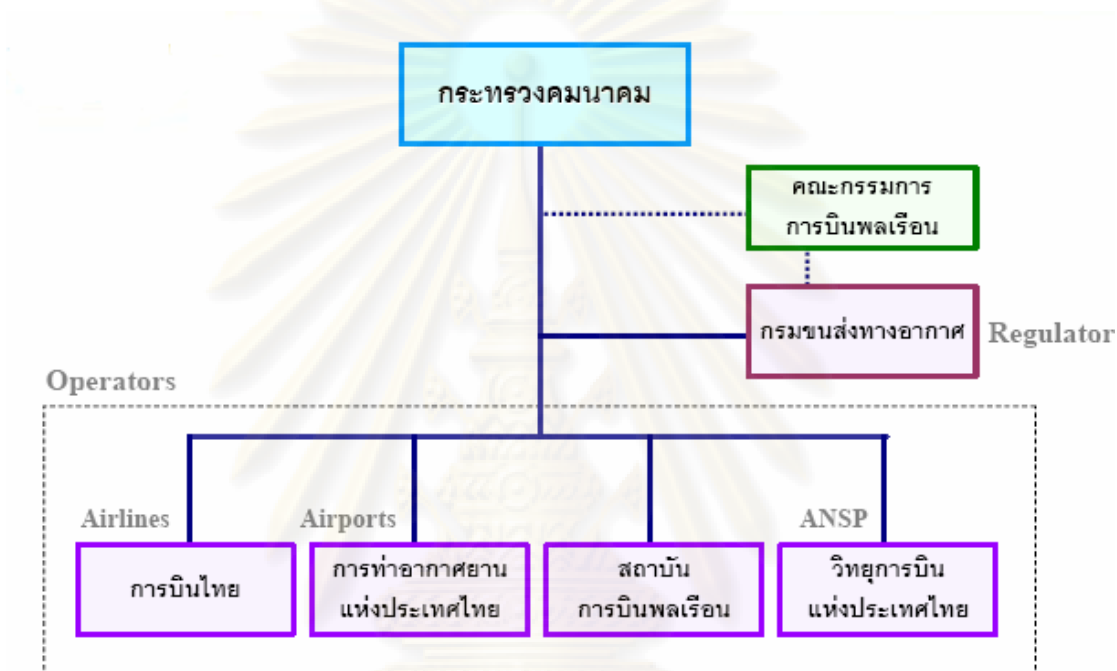 กระทรวงคมนาคม
คณะกรรมการ
การบินพลเรือน
กรมขนส่งทางอากาศ
Regulator
Operators
Airlines
การบินไทย
Airports
การท่าอากาศยาน
แห่งประเทศไทย
สถาบัน
การบินพลเรือน
ANSP
วิทยุการบิน
แห่งประเทศไทย